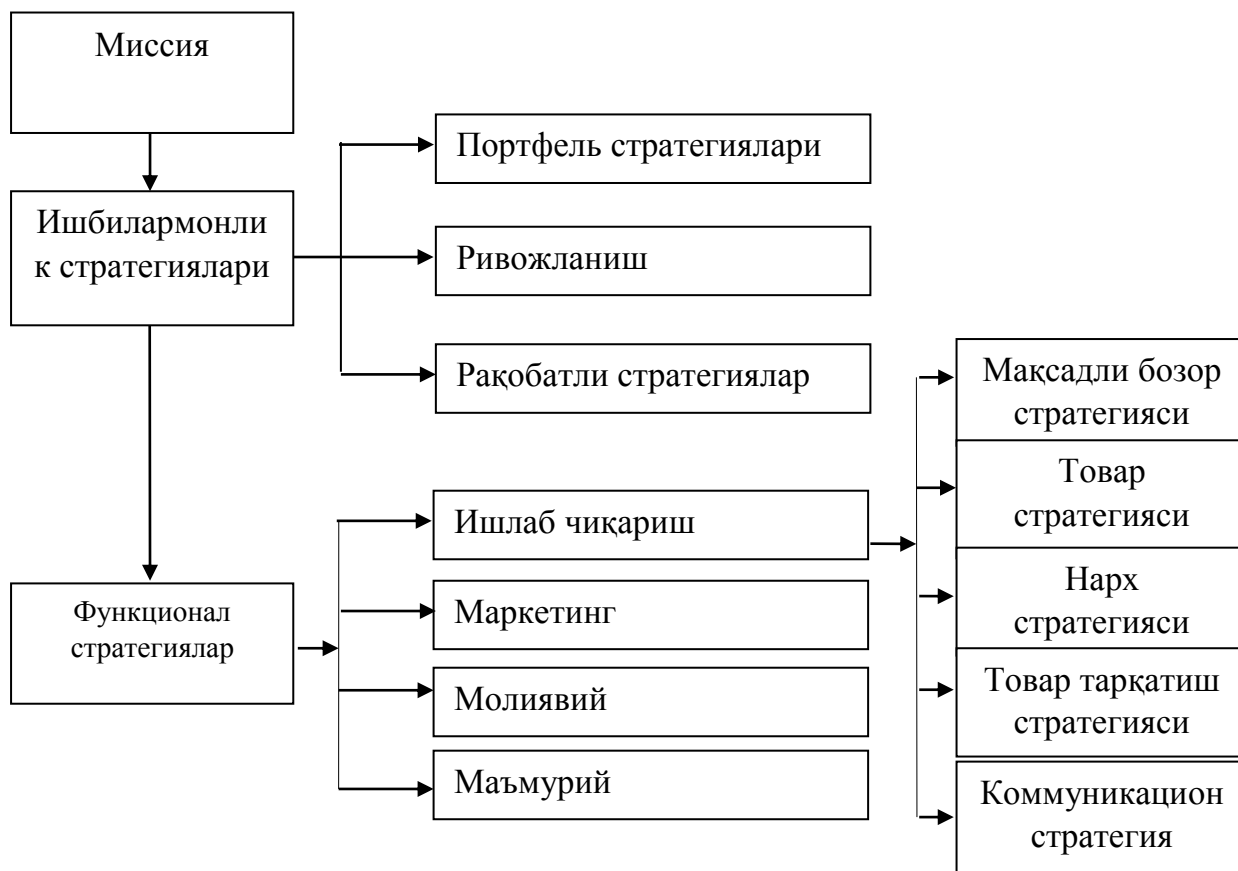 Миссия
Портфель стратегиялари
Ишбилармонли
к стратегиялари
Ривожланиш
Рақобатли стратегиялар
Мақсадли бозор
стратегияси
Товар
стратегияси
Ишлаб чиқариш
Нарх
стратегияси
Функционал
стратегиялар
Маркетинг
Молиявий
Товар тарқатиш
стратегияси
Маъмурий
Коммуникацион
стратегия